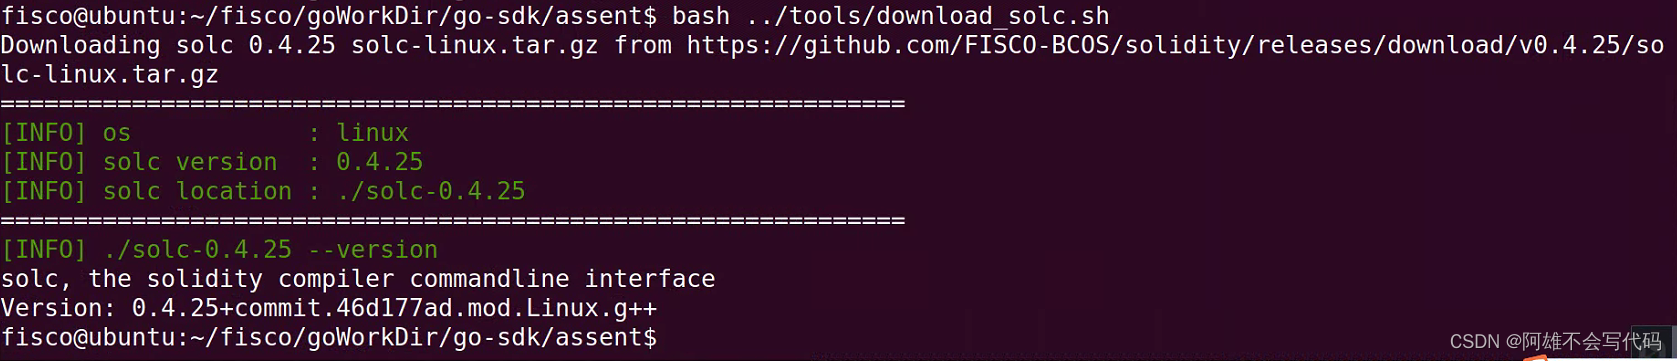 fisco@ubuntu:~/fisco/goWorkDir/go-sdk/assent$ bash ../tools/download_solc.sh
Downloading solc 0.4.25 solc-linux.tar.gz from https://github.com/FISCO-BCOS/solidity/releases/download/v0.4.25/so
lc-linux.tar.gz
==============================================================
[INFO] os            : linux
[INFO] solc version  : 0.4.25
[INFO] solc location : ./solc-0.4.25
==============================================================
[INFO] ./solc-0.4.25 --version
solc, the solidity compiler commandline interface
Version: 0.4.25+commit.46d177ad.mod.Linux.g++
fisco@ubuntu:~/fisco/goWorkDir/go-sdk/assent$
CSDN @阿雄不会写代码